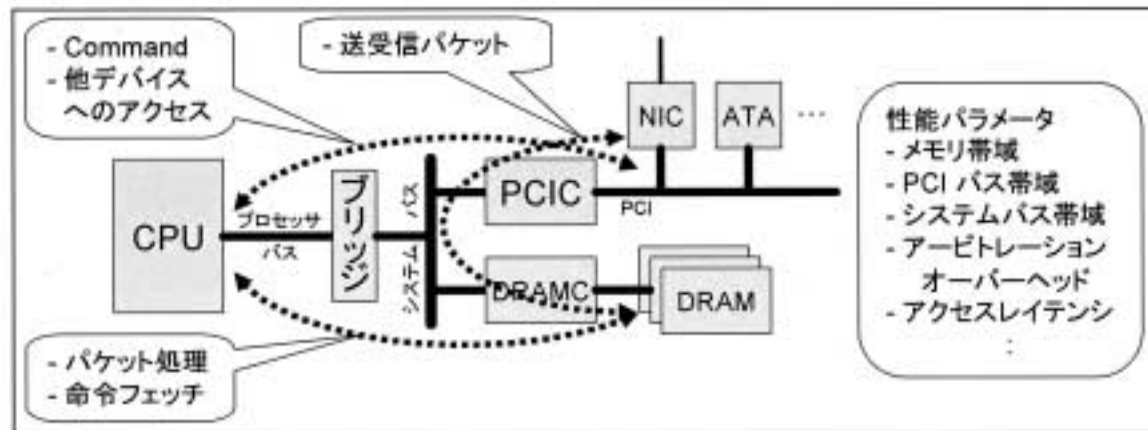 - Command
- 他デバイス
へのアクセス
- 送受信パケット
NIC
ATA
...
CPU
プロセッサ
バス
ブリッジ
システム バス
PCIC
PCI
DRAMC
DRAM
- パケット処理
- 命令フェッチ
性能パラメータ
- メモリ帯域
- PCI バス帯域
- システムバス帯域
- アービトレーション
オーバーヘッド
- アクセスレイテンシ
: